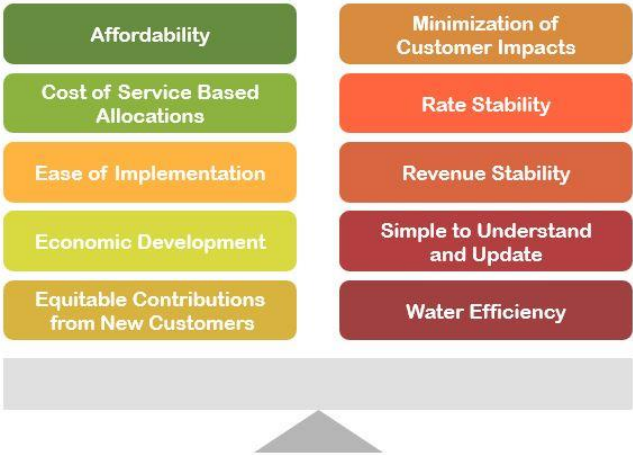 Affordability
Cost of Service Based
Allocations
Ease of Implementation
Economic Development
Equitable Contributions
from New Customers
Minimization of
Customer Impacts
Rate Stability
Revenue Stability
Simple to Understand
and Update
Water Efficiency